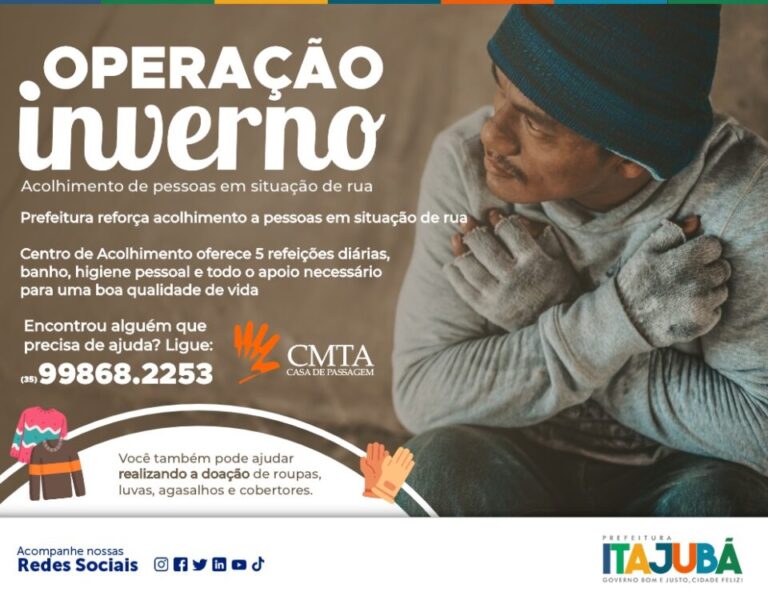 OPERAÇÃO
inverno
Acolhimento de pessoas em situação de rua
Prefeitura reforça acolhimento a pessoas em situação de rua
Centro de Acolhimento oferece 5 refeições diárias,
banho, higiene pessoal e todo o apoio necessário
para uma boa qualidade de vida
Encontrou alguém que
precisa de ajuda? Ligue:
(35) 99868.2253
CMTA
CASA DE PASSAGEM
Você também pode ajudar
realizando a doação de roupas,
luvas, agasalhos e cobertores.
Acompanhe nossas
Redes Sociais
PREFEITURA
ITAJUBÁ
GOVERNO BOM E JUSTO, CIDADE FELIZ!